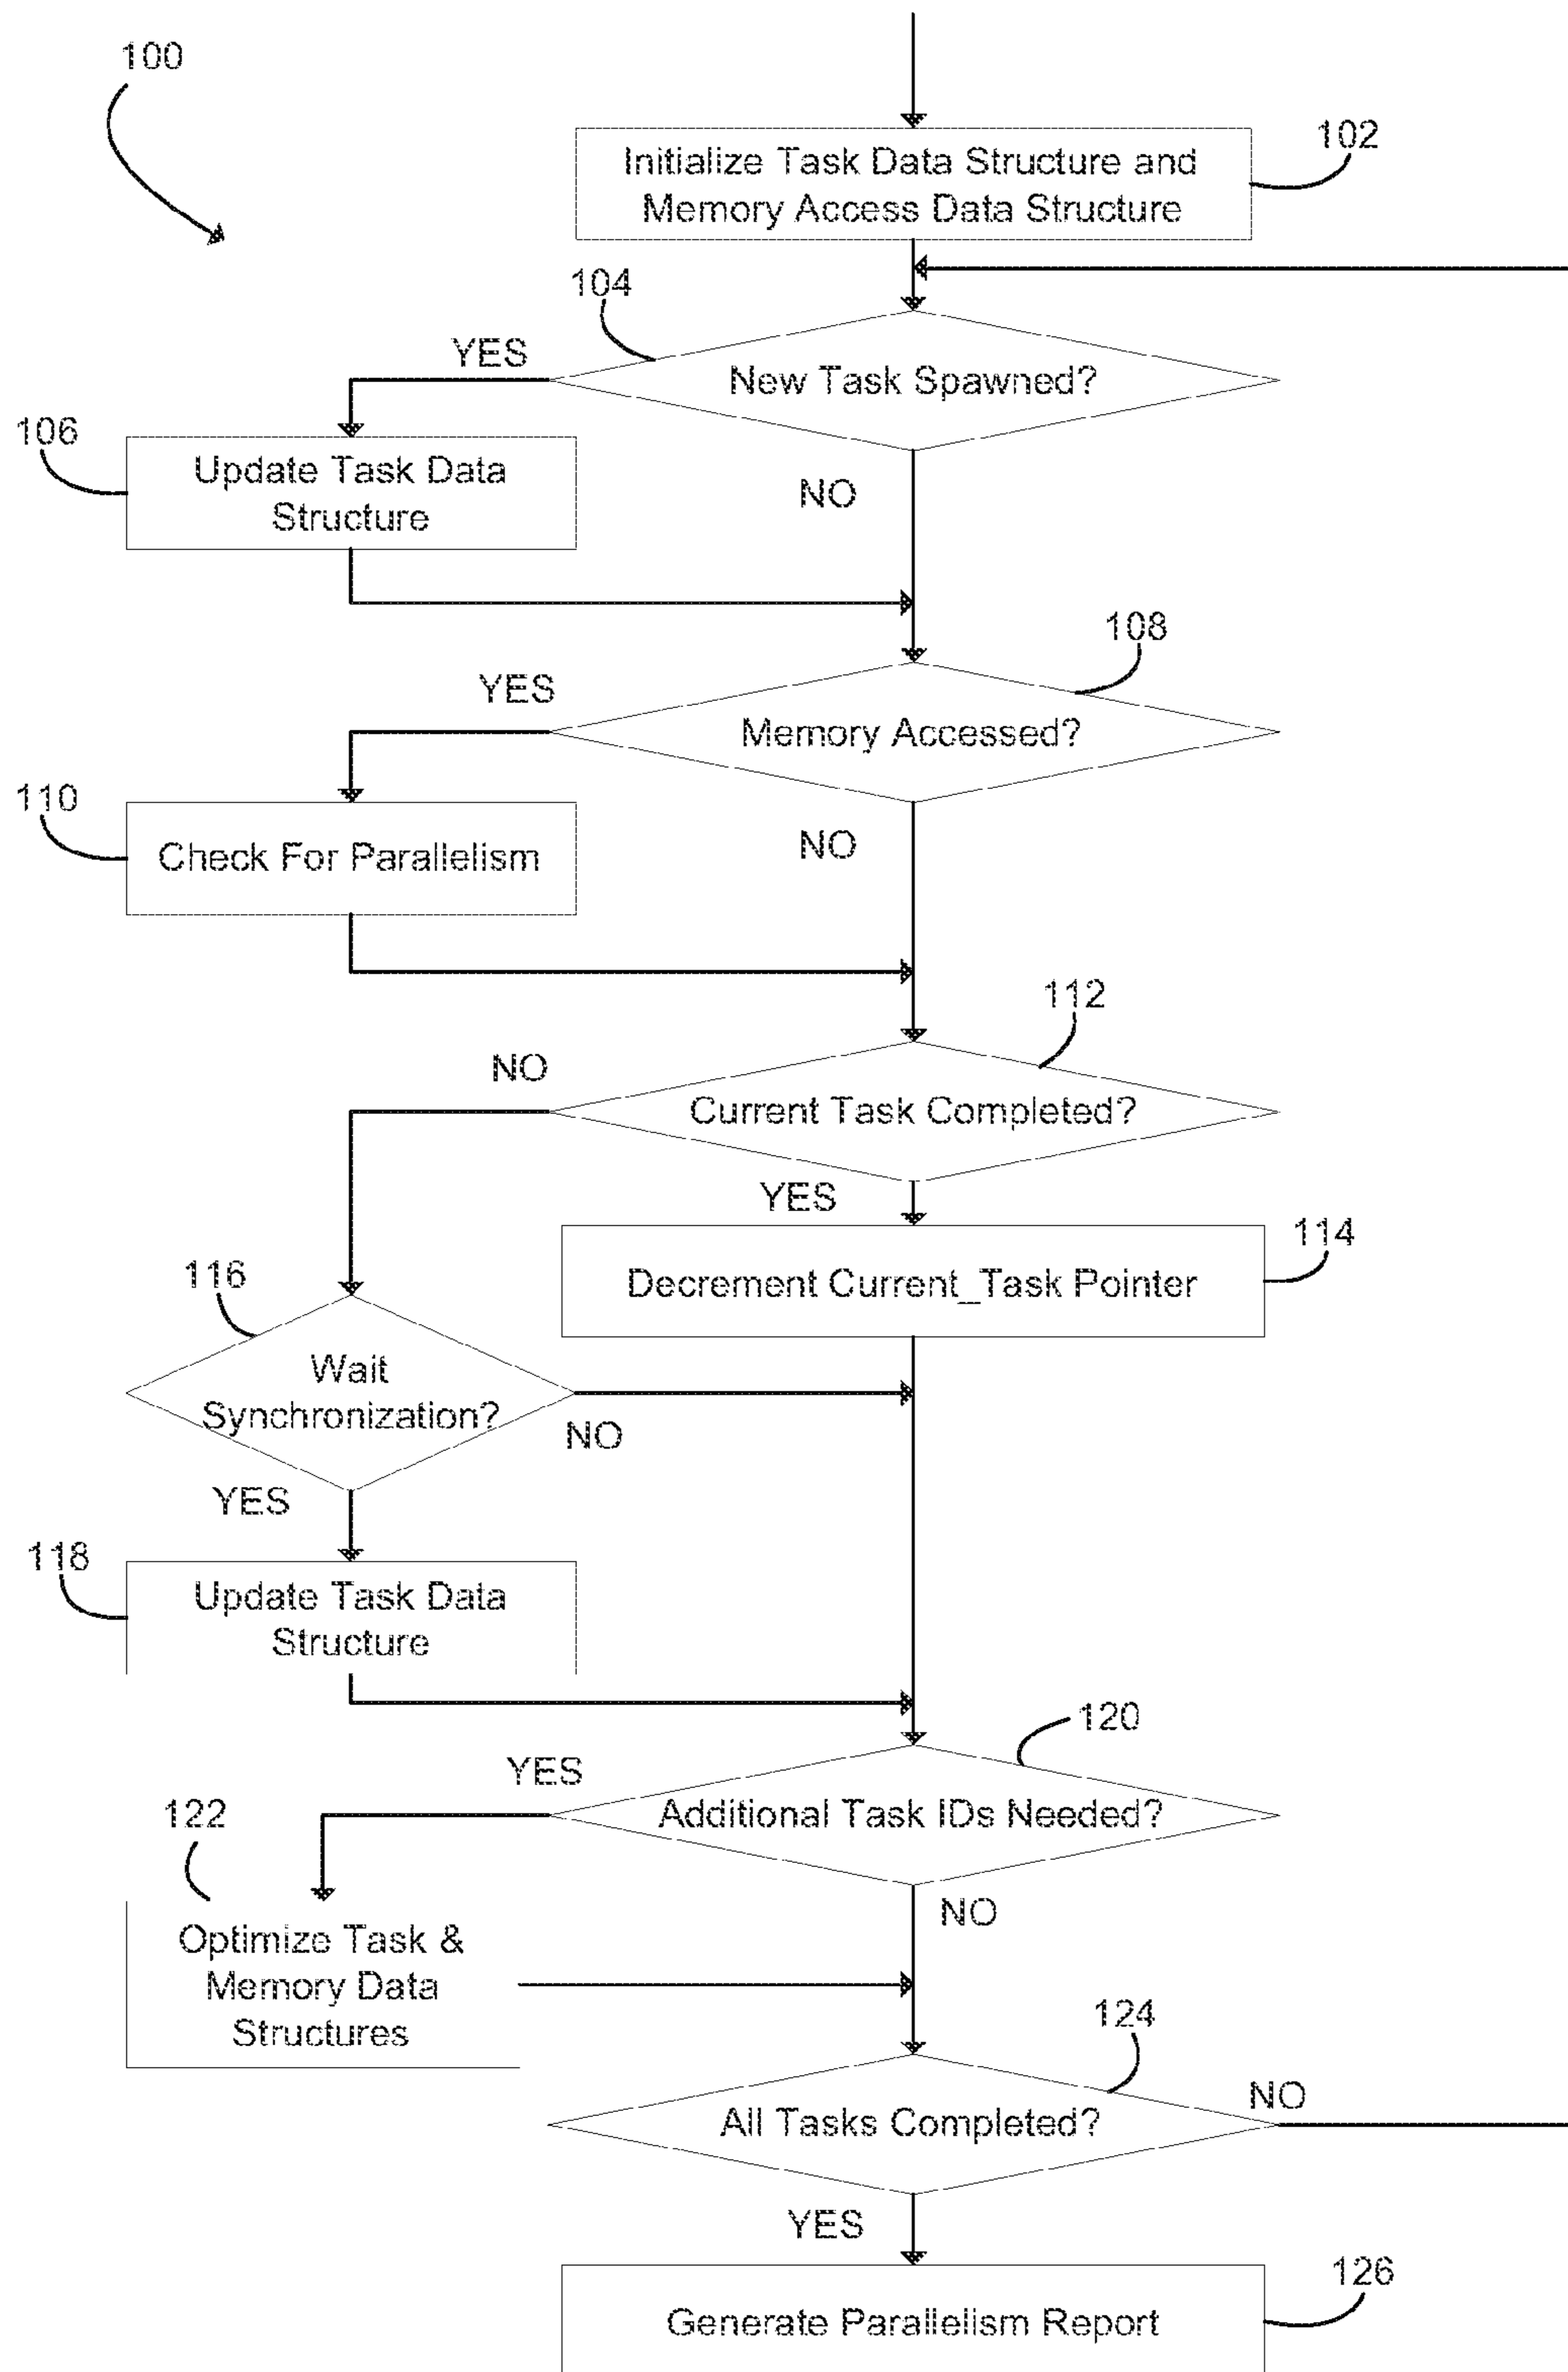 100
102
Initialize Task Data Structure and
Memory Access Data Structure
104
YES
New Task Spawned?
106
Update Task Data
Structure
NO
108
YES
Memory Accessed?
110
Check For Parallelism
NO
112
NO
Current Task Completed?
YES
114
Decrement Current_Task Pointer
116
Wait
Synchronization?
NO
YES
118
Update Task Data
Structure
120
YES
Additional Task IDs Needed?
122
NO
Optimize Task &
Memory Data
Structures
124
NO
All Tasks Completed?
YES
126
Generate Parallelism Report